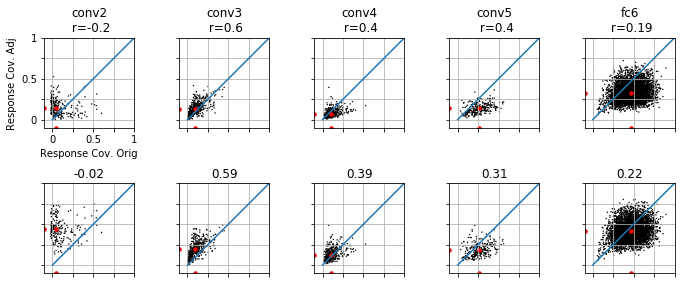 conv2 conv3 conv4 conv5 fc6
r=-0.2 r=0.6 r=0.4 r=0.4 r=0.19
Response Cov. Adj
1
0.5
0
0 0.5 1
Response Cov. Orig
-0.02 0.59 0.39 0.31 0.22